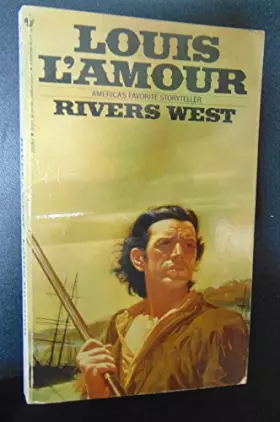 LOUIS
L'AMOUR
AMERICA'S FAVORITE STORYTELLER
RIVERS WEST